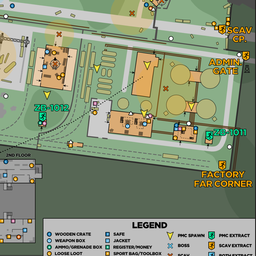 SCAV
CP.
ADMIN.
GATE
ZB-1012
ZB-1011
FACTORY
FAR CORNER
2ND FLOOR
LEGEND
WOODEN CRATE
SAFE
PMC SPAWN
PMC EXTRACT
WEAPON BOX
JACKET
BOSS
SCAV EXTRACT
AMMO/GRENADE BOX
REGISTER/MONEY
SCAV
BOTH EXTRACT
LOOSE LOOT
SPORT BAG/TOOLBOX